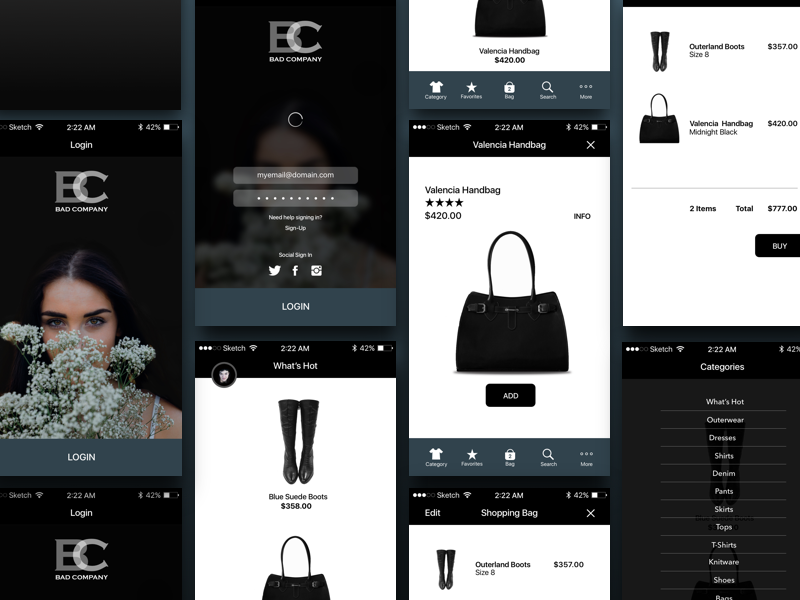 Sketch
2:22 AM
42%
Login
BC
BAD COMPANY
LOGIN
Sketch
2:22 AM
42%
Login
BC
BAD COMPANY
BC
BAD COMPANY
myemail@domain.com
Need help signing in?
Sign-Up
Social Sign In
LOGIN
Sketch
2:22 AM
42%
What's Hot
Blue Suede Boots
$358.00
Valencia Handbag
$420.00
Category
Favorites
2
Bag
Search
More
Sketch
2:22 AM
42%
Valencia Handbag
Valencia Handbag
★★★★
$420.00
INFO
ADD
Category
Favorites
2
Bag
Search
More
Sketch
2:22 AM
42%
Edit
Shopping Bag
Outerland Boots
$357.00
Size 8
Outerland Boots
$357.00
Size 8
Valencia Handbag
$420.00
Midnight Black
2 Items
Total
$777.00
BUY
Sketch
2:22 AM
42%
Categories
What's Hot
Outerwear
Dresses
Shirts
Denim
Pants
Skirts
Tops
T-Shirts
Knitware
Shoes
Bags